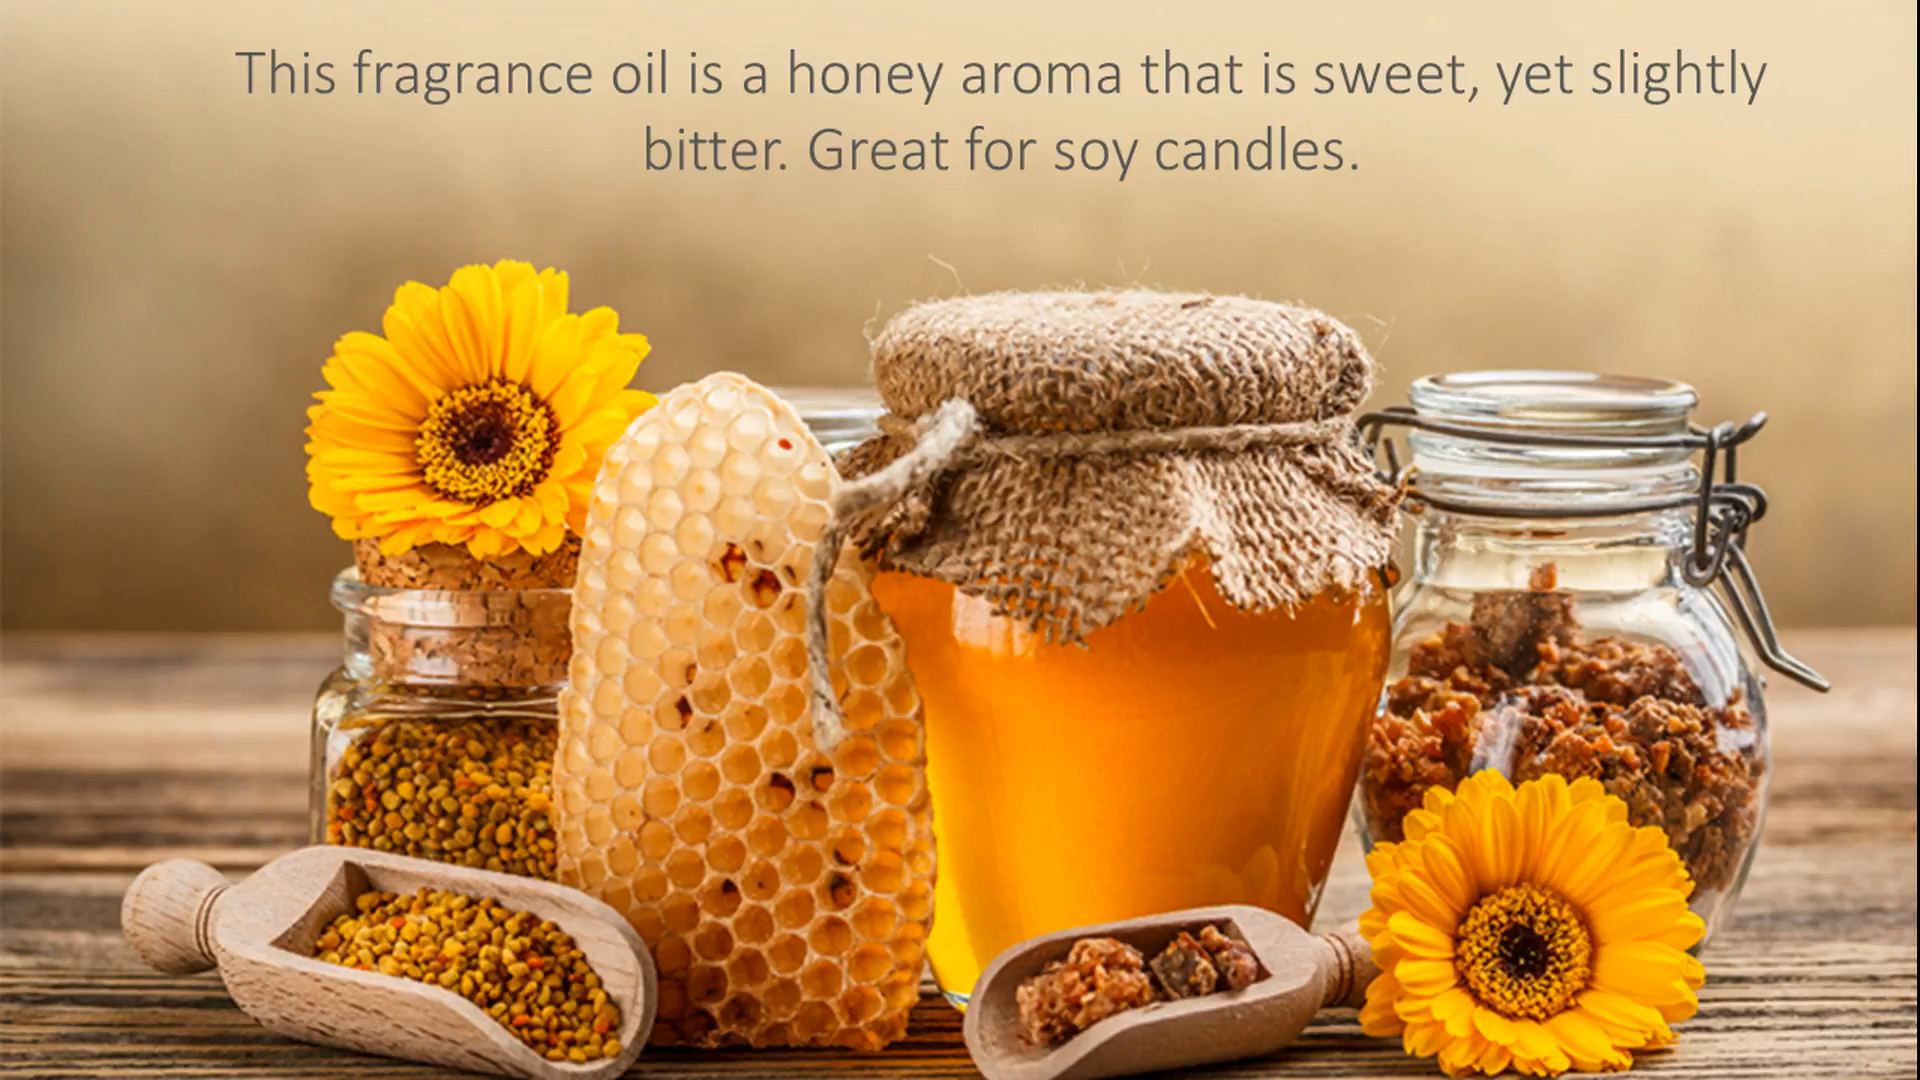 This fragrance oil is a honey aroma that is sweet, yet slightly
bitter. Great for soy candles.